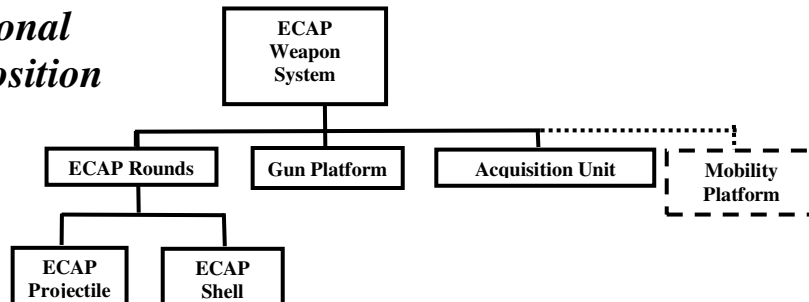 onal
osition
ECAP
Weapon
System
ECAP Rounds
Gun Platform
Acquisition Unit
Mobility
Platform
ECAP
Projectile
ECAP
Shell